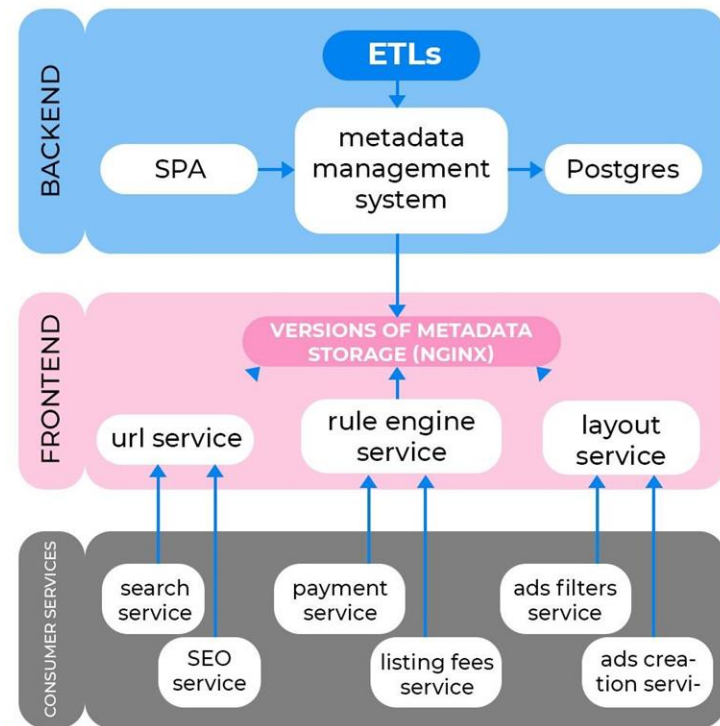 BACKEND
ETLs
SPA
metadata
management
system
Postgres
FRONTEND
VERSIONS OF METADATA
STORAGE (NGINX)
url service
rule engine
service
layout
service
CONSUMER SERVICES
search
service
SEO
service
payment
service
listing fees
service
ads filters
service
ads crea-
tion servi-